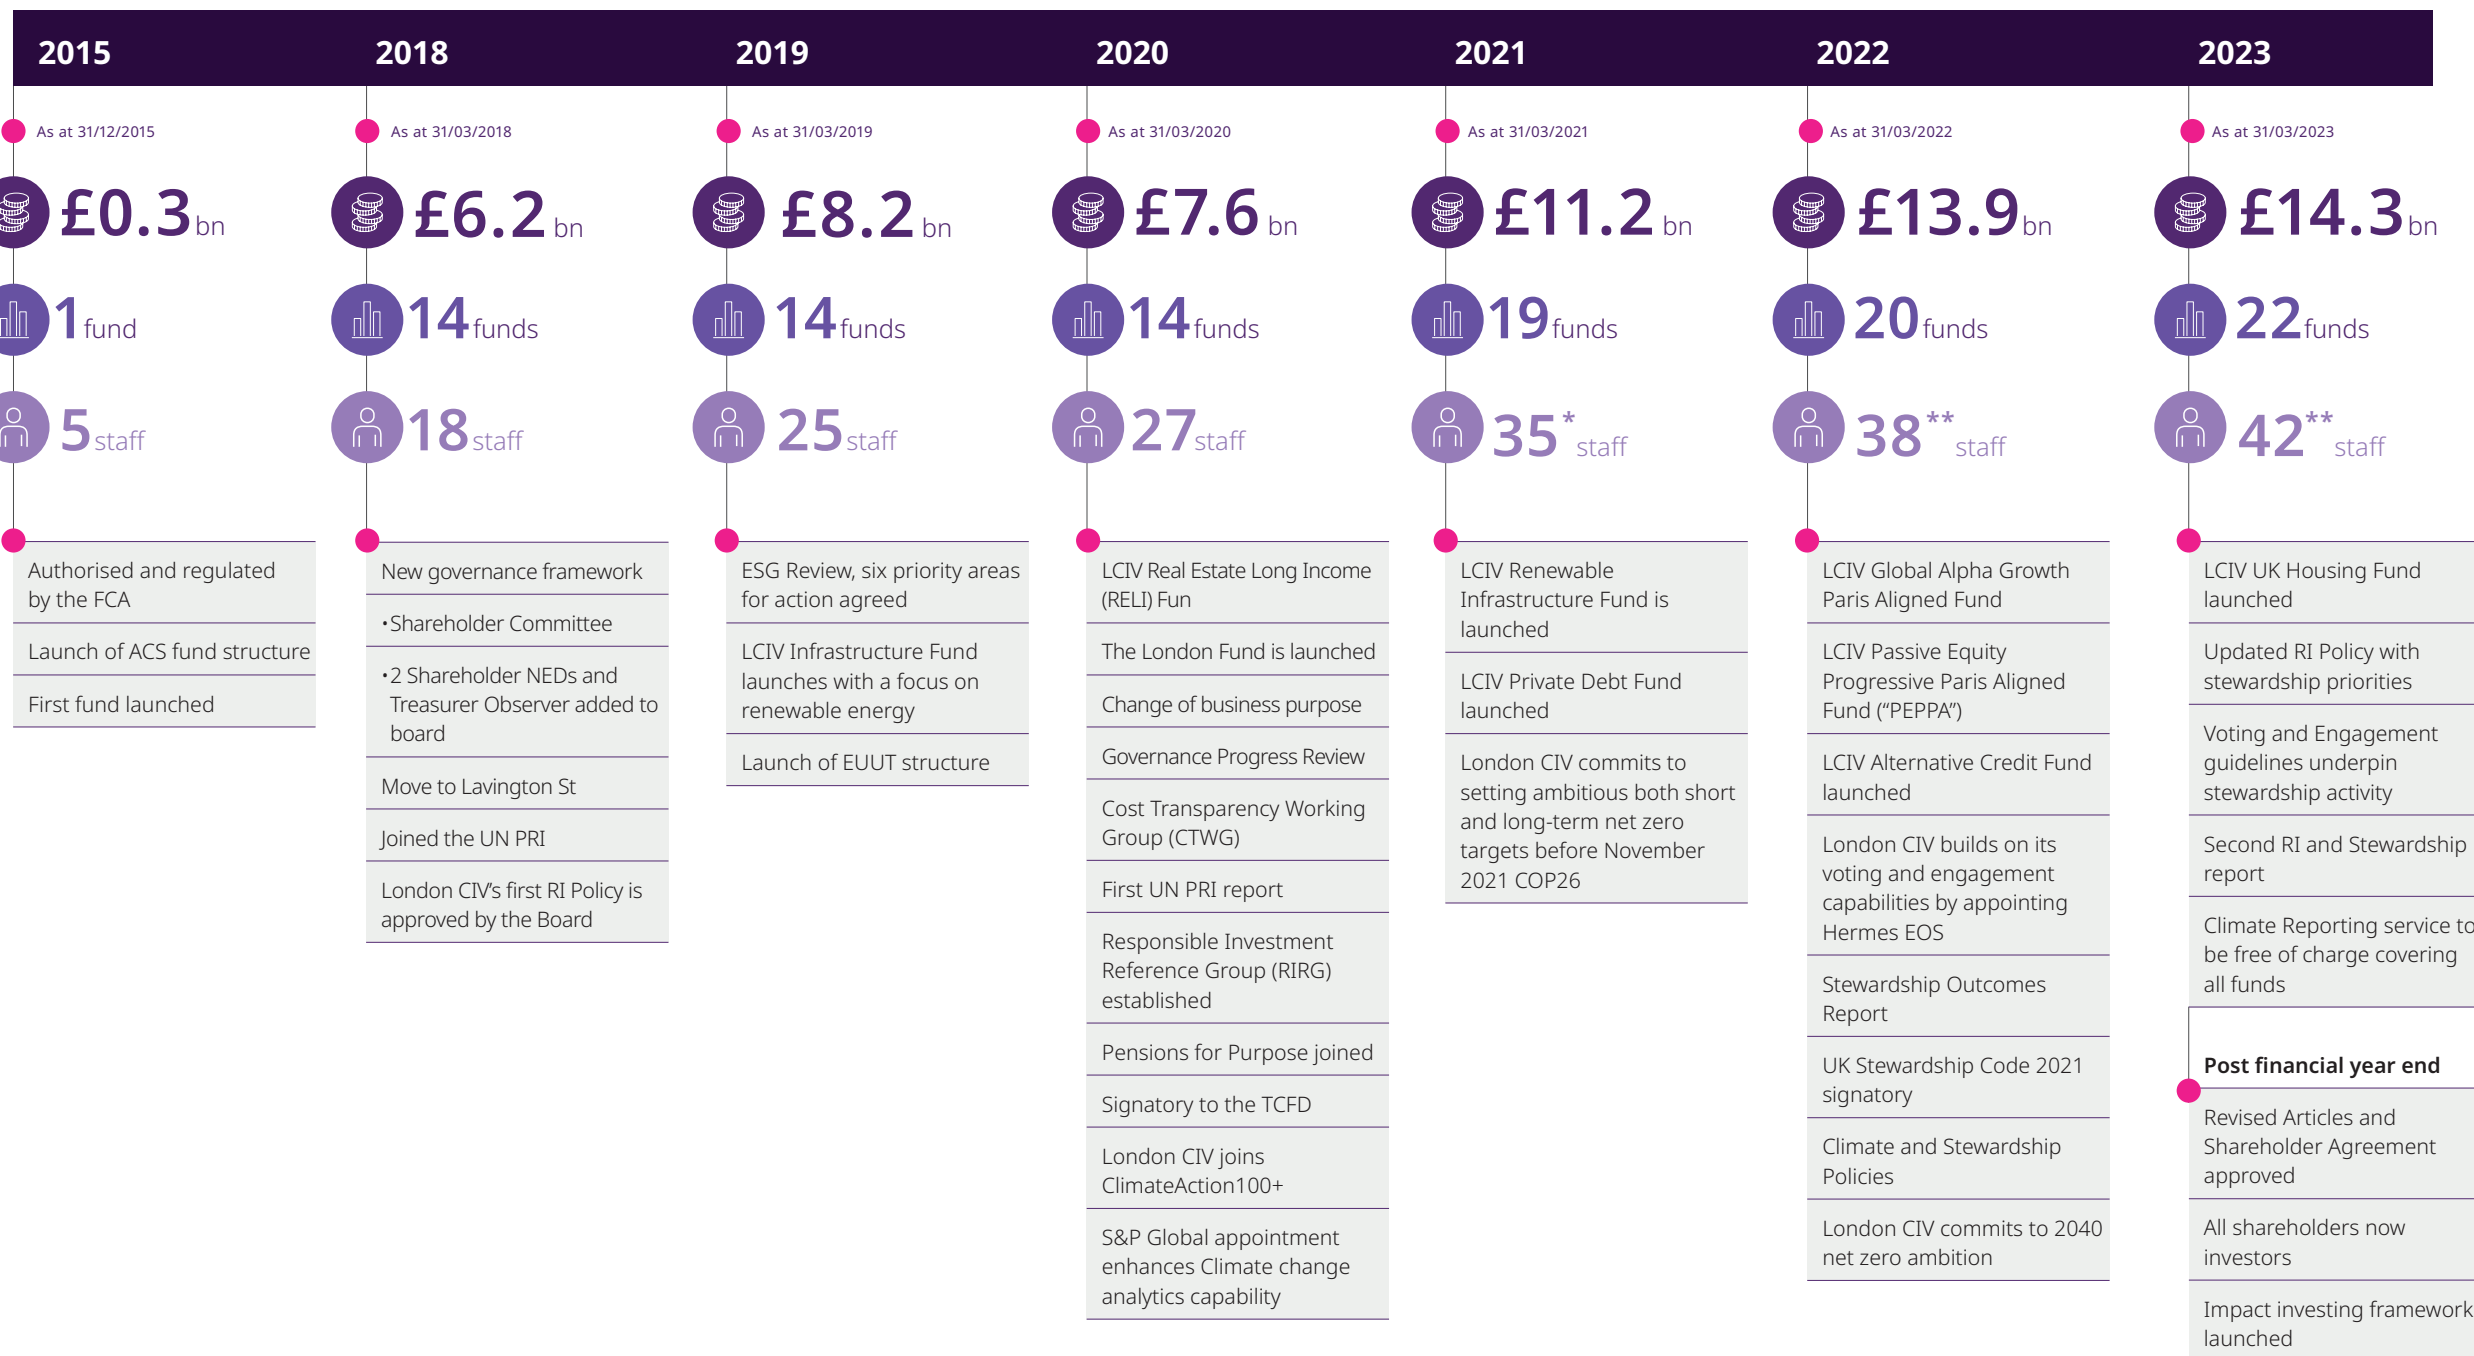 2015
As at 31/12/2015
£0.3bn
1 fund
5 staff
Authorised and regulated
by the FCA
Launch of ACS fund structure
First fund launched
2018
As at 31/03/2018
£6.2 bn
14 funds
18 staff
New governance framework
•Shareholder Committee
•2 Shareholder NEDs and
Treasurer Observer added to
board
Move to Lavington St
Joined the UN PRI
London CIV's first RI Policy is
approved by the Board
2019
As at 31/03/2019
£8.2 bn
14 funds
25 staff
ESG Review, six priority areas
for action agreed
LCIV Infrastructure Fund
launches with a focus on
renewable energy
Launch of EUUT structure
2020
As at 31/03/2020
£7.6 bn
14 funds
27 staff
LCIV Real Estate Long Income
(RELI) Fun
The London Fund is launched
Change of business purpose
Governance Progress Review
Cost Transparency Working
Group (CTWG)
First UN PRI report
Responsible Investment
Reference Group (RIRG)
established
Pensions for Purpose joined
Signatory to the TCFD
London CIV joins
ClimateAction100+
S&P Global appointment
enhances Climate change
analytics capability
2021
As at 31/03/2021
£11.2 bn
19 funds
35* staff
LCIV Renewable
Infrastructure Fund is
launched
LCIV Private Debt Fund
launched
London CIV commits to
setting ambitious both short
and long-term net zero
targets before November
2021 COP26
2022
As at 31/03/2022
£13.9bn
20 funds
38** staff
LCIV Global Alpha Growth
Paris Aligned Fund
LCIV Passive Equity
Progressive Paris Aligned
Fund (“PEPPA”)
LCIV Alternative Credit Fund
launched
London CIV builds on its
voting and engagement
capabilities by appointing
Hermes EOS
Stewardship Outcomes
Report
UK Stewardship Code 2021
signatory
Climate and Stewardship
Policies
London CIV commits to 2040
net zero ambition
2023
As at 31/03/2023
£14.3bn
22 funds
42** staff
LCIV UK Housing Fund
launched
Updated RI Policy with
stewardship priorities
Voting and Engagement
guidelines underpin
stewardship activity
Second RI and Stewardship
report
Climate Reporting service to
be free of charge covering
all funds
Post financial year end
Revised Articles and
Shareholder Agreement
approved
All shareholders now
investors
Impact investing framework
launched